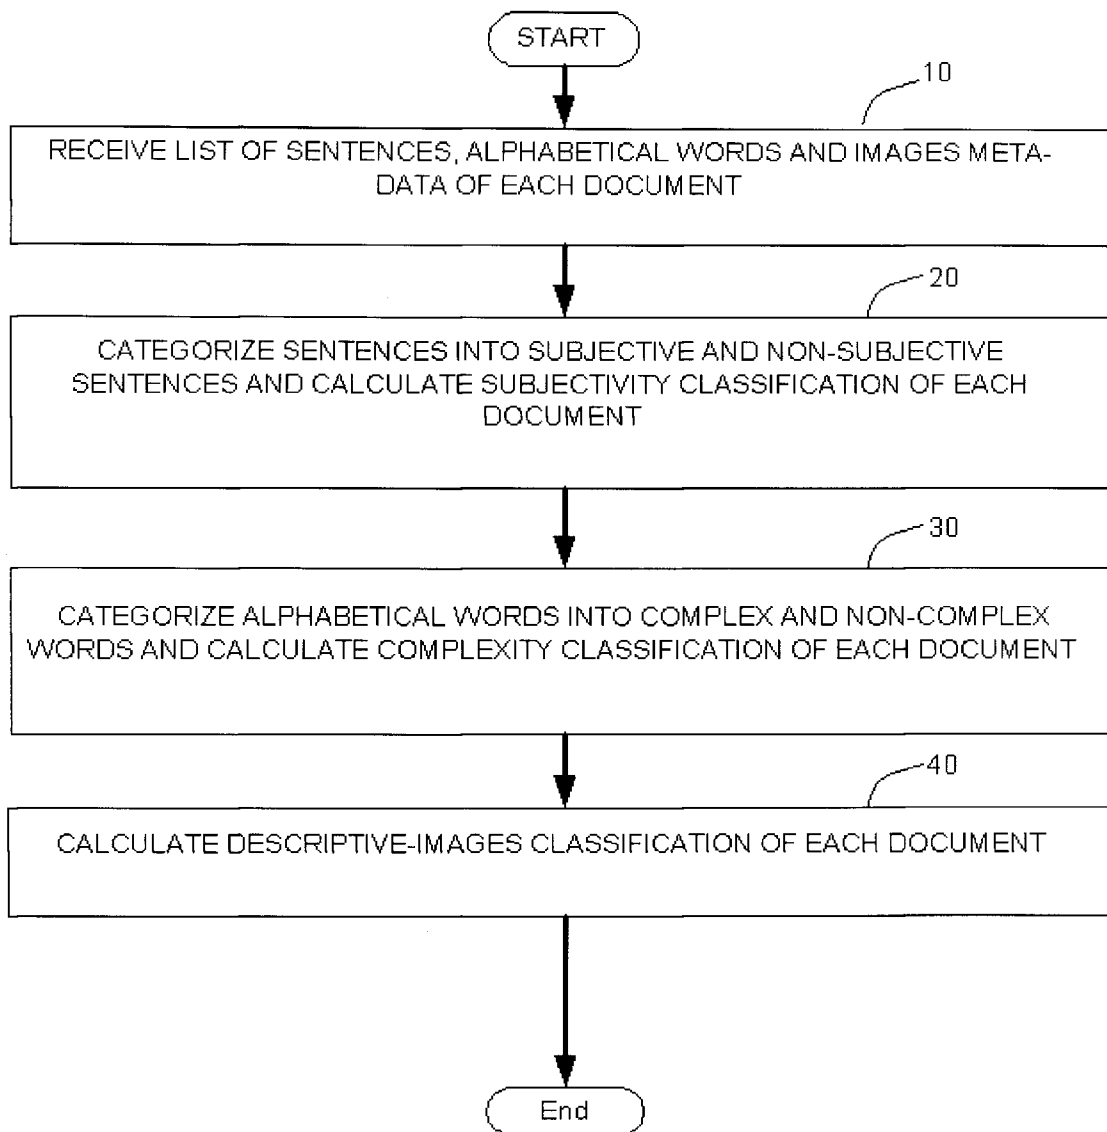 START
10
RECEIVE LIST OF SENTENCES, ALPHABETICAL WORDS AND IMAGES META-
DATA OF EACH DOCUMENT
20
CATEGORIZE SENTENCES INTO SUBJECTIVE AND NON-SUBJECTIVE
SENTENCES AND CALCULATE SUBJECTIVITY CLASSIFICATION OF EACH
DOCUMENT
30
CATEGORIZE ALPHABETICAL WORDS INTO COMPLEX AND NON-COMPLEX
WORDS AND CALCULATE COMPLEXITY CLASSIFICATION OF EACH DOCUMENT
40
CALCULATE DESCRIPTIVE-IMAGES CLASSIFICATION OF EACH DOCUMENT
End